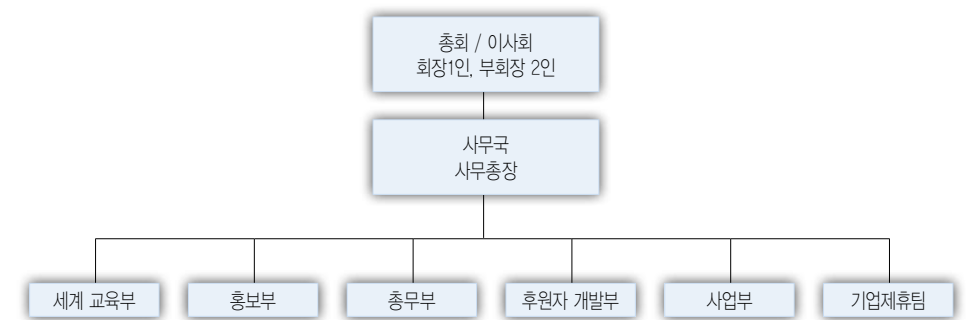 총회 / 이사회
회장1인, 부회장 2인
사무국
사무총장
세계 교육부
홍보부
총무부
후원자 개발부
사업부
기업제휴팀